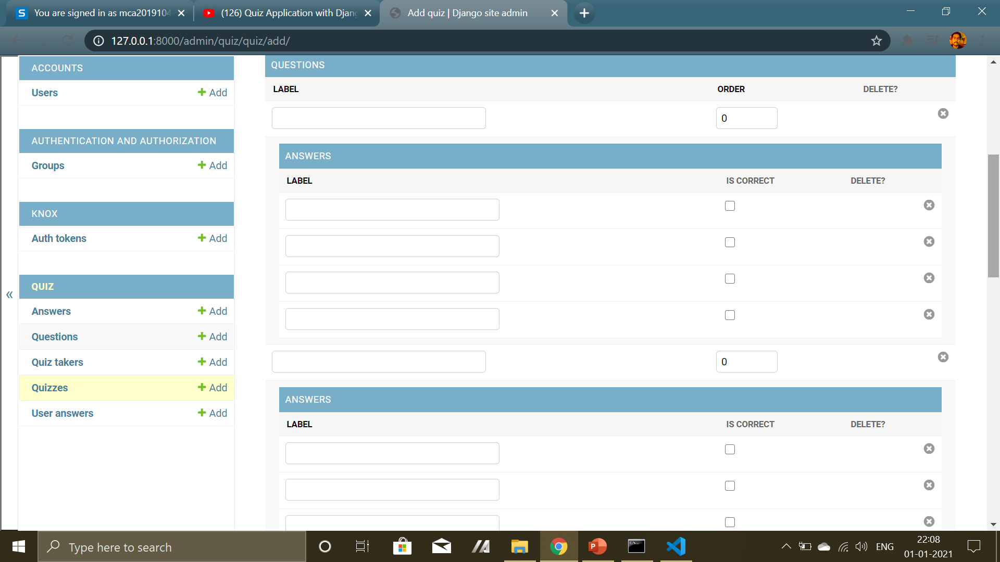 You are signed in as mca2019104
(126) Quiz Application with Djang
Add quiz | Django site admin
127.0.0.1:8000/admin/quiz/quiz/add/
ACCOUNTS
Users
Add
AUTHENTICATION AND AUTHORIZATION
Groups
Add
KNOX
Auth tokens
Add
QUIZ
Answers
Add
Questions
Add
Quiz takers
Add
Quizzes
Add
User answers
Add
QUESTIONS
LABEL ORDER DELETE?
0
ANSWERS
LABEL IS CORRECT DELETE?
0
ANSWERS
LABEL IS CORRECT DELETE?
Type here to search
ENG
22:08
01-01-2021